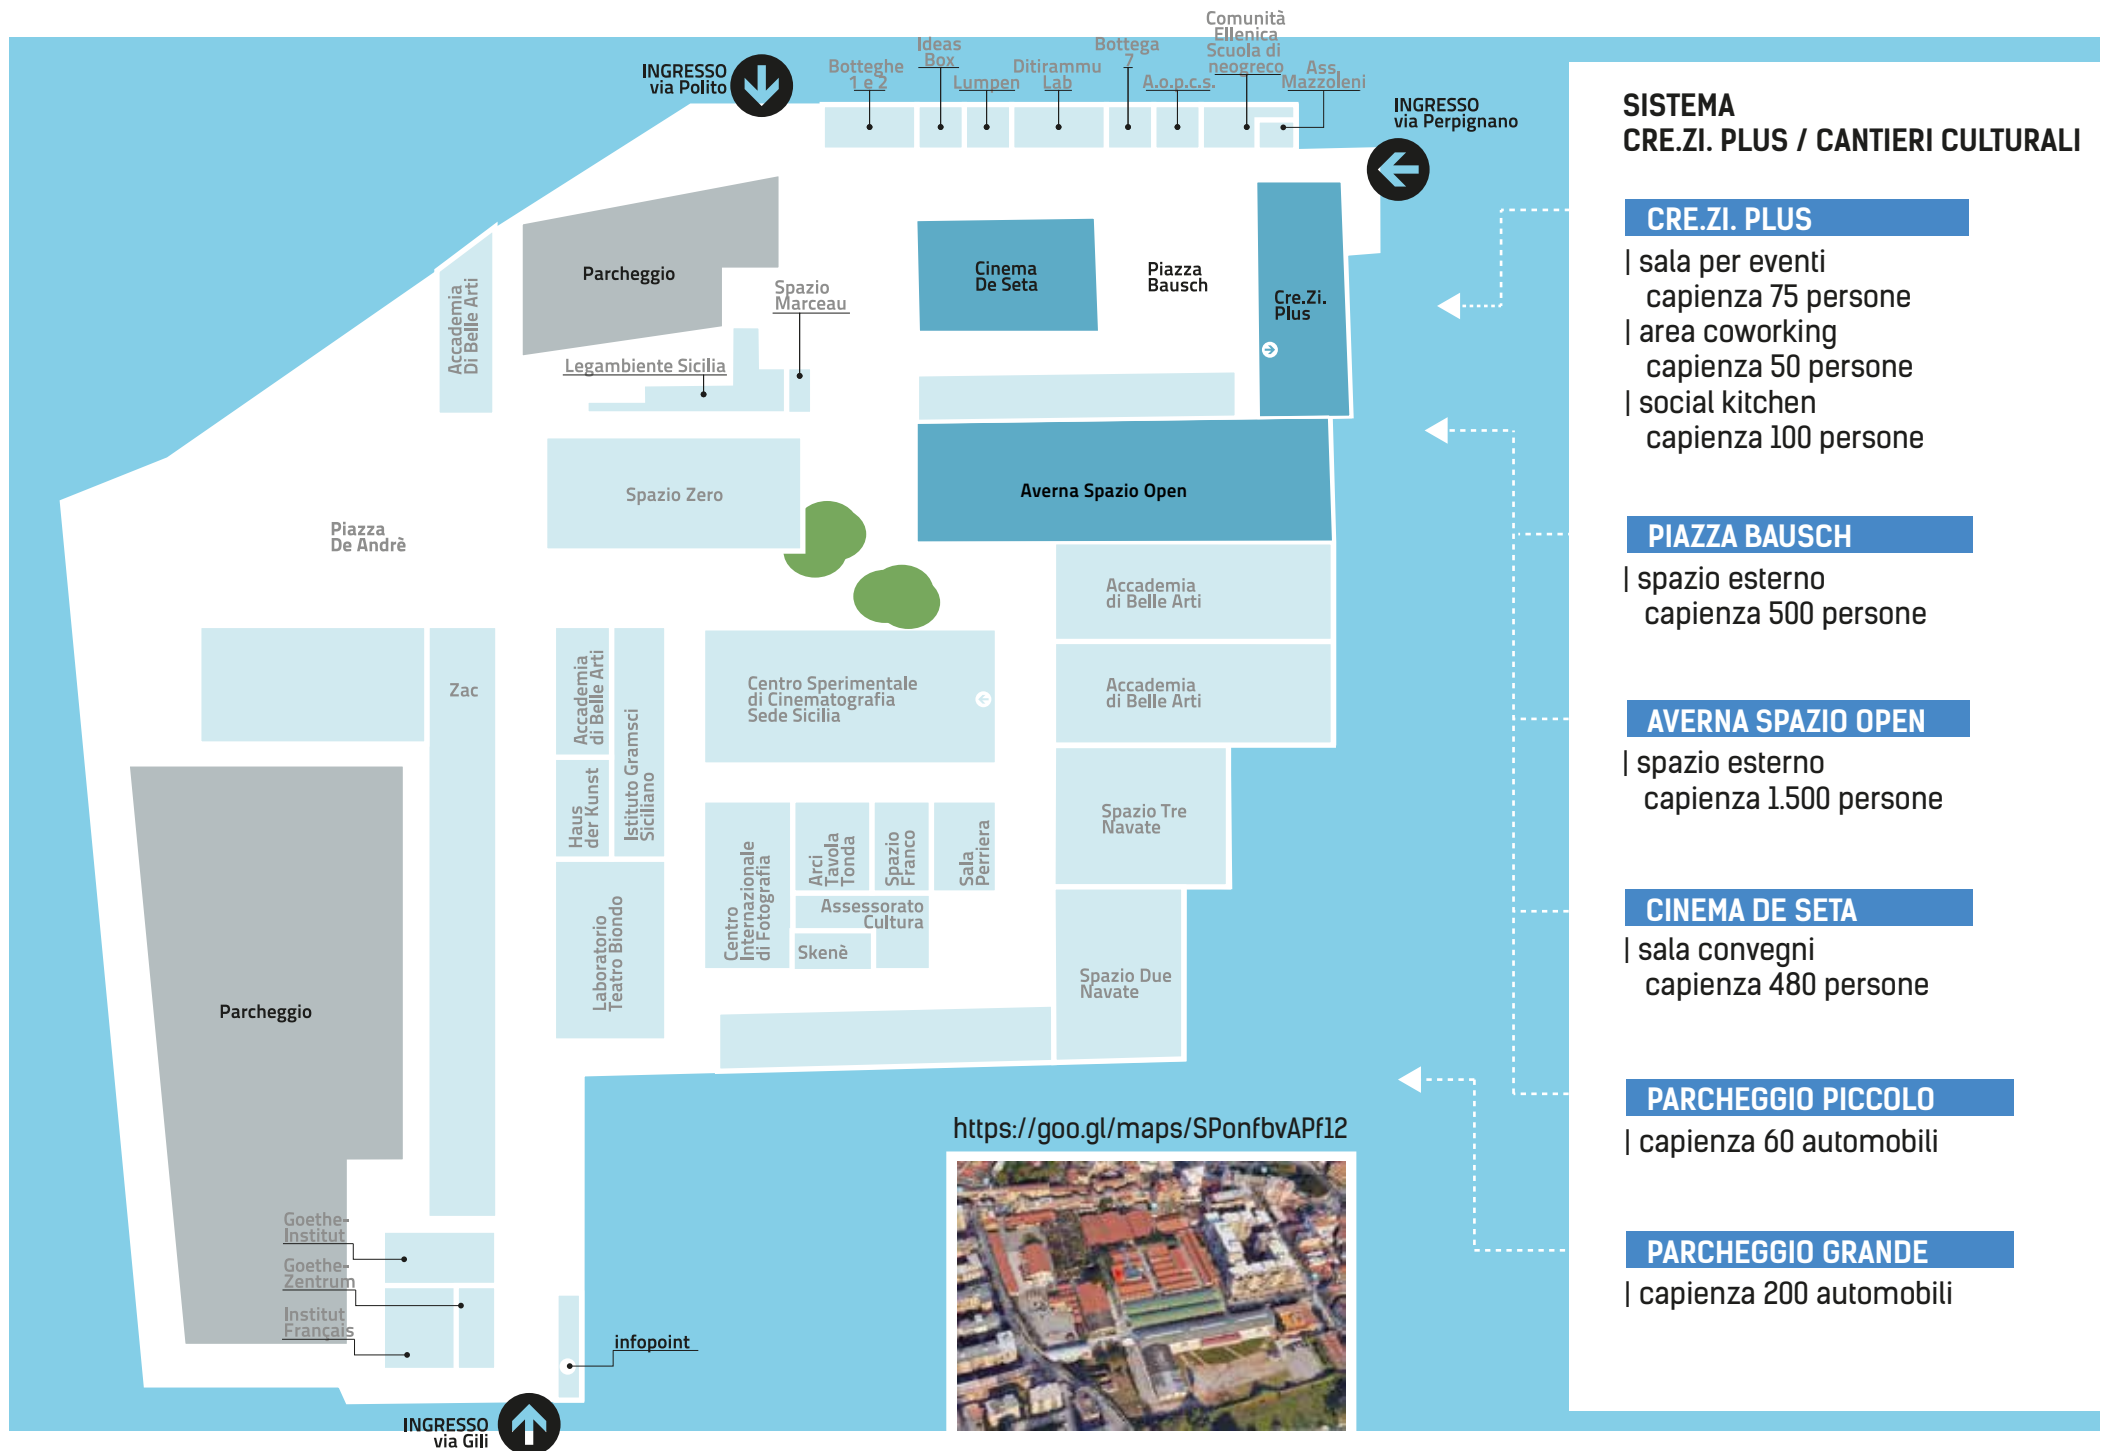 INGRESSO
via Polito
Botteghe
1 e 2
Ideas
Box
Lumpen
Ditirammu
Lab
Bottega
7
A.o.p.c.s.
Comunità
Ellenica
Scuola di
neogreco
Ass.
Mazzoleni
INGRESSO
via Perpignano
Accademia
Di Belle Arti
Parcheggio
Spazio
Marceau
Legambiente Sicilia
Cinema
De Seta
Piazza
Bausch
Cre.Zi.
Plus
Spazio Zero
Averna Spazio Open
Piazza
De Andrè
Accademia
di Belle Arti
Zac
Accademia
di Belle Arti
Istituto Gramsci
Siciliano
Centro Sperimentale
di Cinematografia
Sede Sicilia
Accademia
di Belle Arti
Haus
der Kunst
Centro
Internazionale
di Fotografia
Arci
Tavola
Tonda
Spazio
Franco
Sala
Perriera
Spazio Tre
Navate
Laboratorio
Teatro Biondo
Assessorato
Cultura
Skenè
Spazio Due
Navate
Parcheggio
Goethe-
Institut
Goethe-
Zentrum
Institut
Français
infopoint
INGRESSO
via Gili
https://goo.gl/maps/SPonfbvAPf12
SISTEMA
CRE.ZI. PLUS / CANTIERI CULTURALI
CRE.ZI. PLUS
| sala per eventi
capienza 75 persone
| area coworking
capienza 50 persone
| social kitchen
capienza 100 persone
PIAZZA BAUSCH
| spazio esterno
capienza 500 persone
AVERNA SPAZIO OPEN
| spazio esterno
capienza 1.500 persone
CINEMA DE SETA
| sala convegni
capienza 480 persone
PARCHEGGIO PICCOLO
| capienza 60 automobili
PARCHEGGIO GRANDE
| capienza 200 automobili